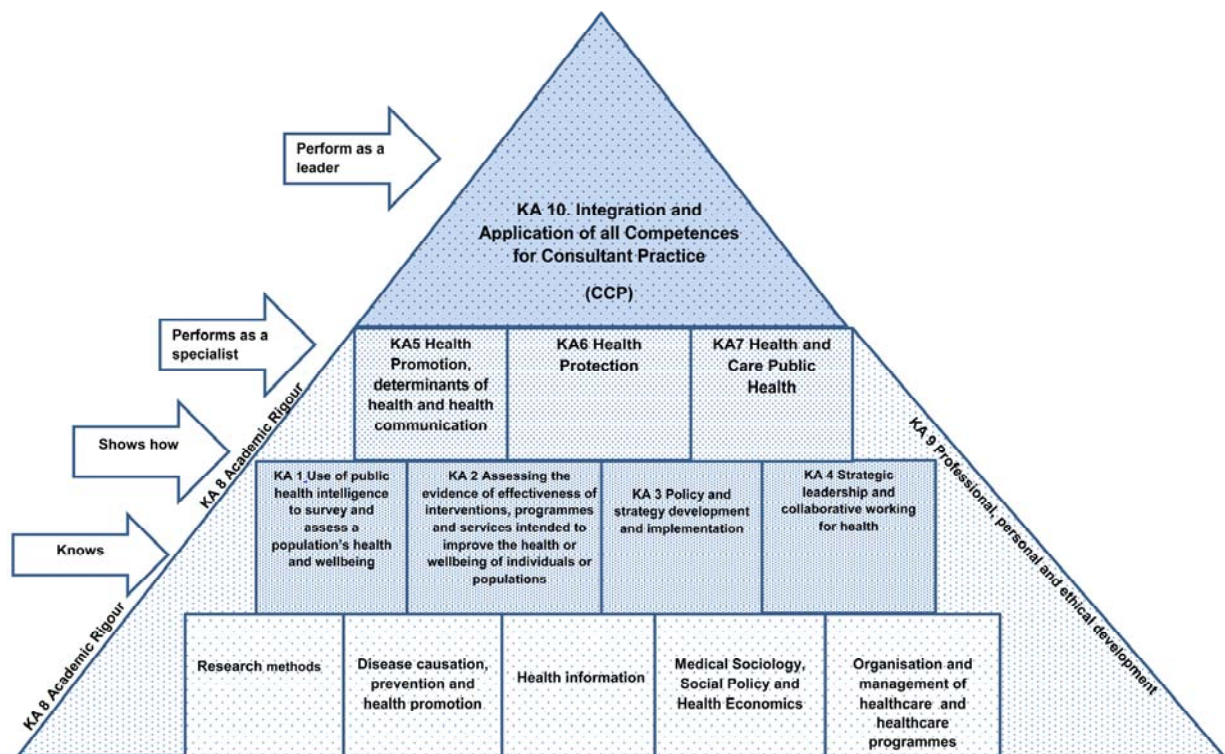 Perform as a
leader
KA 10. Integration and
Application of all Competences
for Consultant Practice
(CCP)
Performs as a
specialist
KA5 Health
Promotion,
determinants of
health and health
communication
KA6 Health
Protection
KA7 Health and
Care Public
Health
Shows how
KA 8 Academic Rigour
KA 9 Professional, personal and ethical development
KA 1 Use of public
health intelligence
to survey and
assess a
population's health
and wellbeing
KA 2 Assessing the
evidence of effectiveness of
interventions, programmes
and services intended to
improve the health or
wellbeing of individuals or
populations
KA 3 Policy and
strategy development
and implementation
KA 4 Strategic
leadership and
collaborative working
for health
Knows
KA 8 Academic Rigour
Research methods
Disease causation,
prevention and
health promotion
Health information
Medical Sociology,
Social Policy and
Health Economics
Organisation and
management of
healthcare and
healthcare
programmes